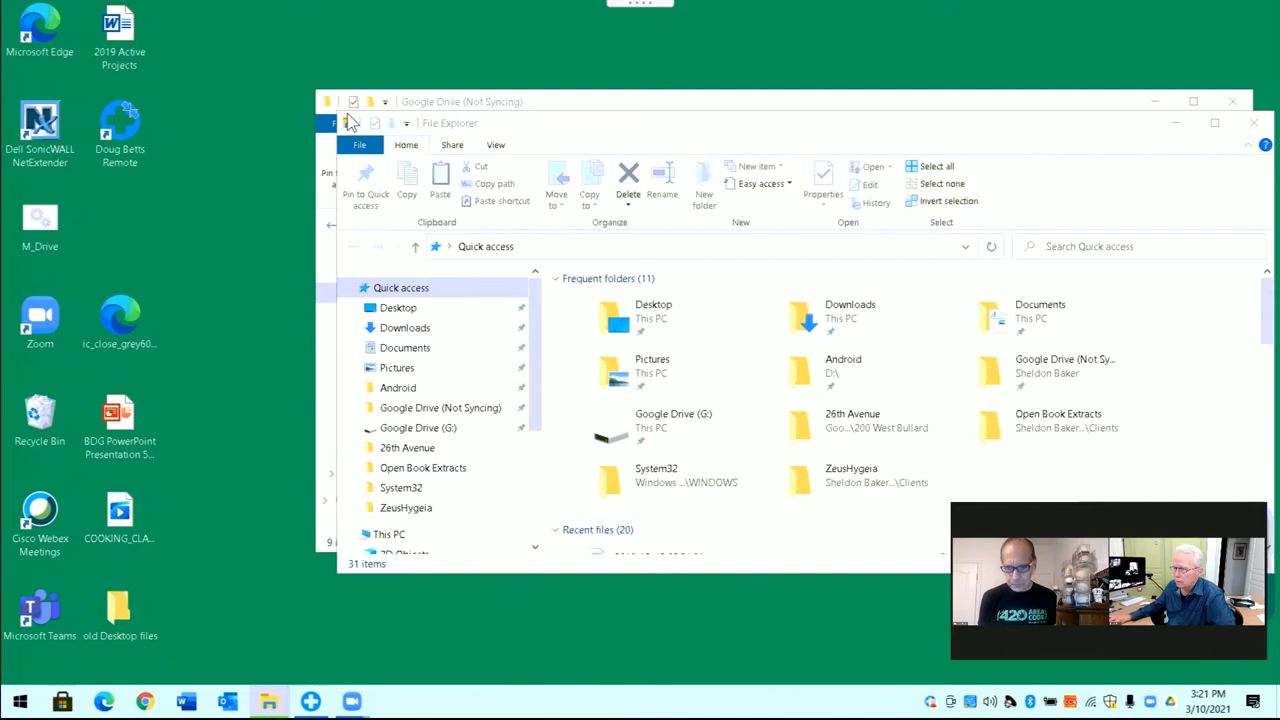 Microsoft Edge
2019 Active
Projects
Dell SonicWALL
NetExtender
Doug Betts
Remote
M_Drive
Zoom
ic_close_grey60...
Recycle Bin
BDG PowerPoint
Presentation 5...
Cisco Webex
Meetings
COOKING_CLA...
Microsoft Teams
old Desktop files
Google Drive (Not Syncing)
File Explorer
File
Home
Share
View
Pin to Quick
access
Copy
Paste
Cut
Copy path
Paste shortcut
Clipboard
Move
to
Copy
to
Delete
Rename
Organize
New
folder
New item
Easy access
New
Properties
Open
Edit
History
Open
Select all
Select none
Invert selection
Select
Quick access
Search Quick access
Quick access
Desktop
Downloads
Documents
Pictures
Android
Google Drive (Not Syncing)
Google Drive (G:)
26th Avenue
Open Book Extracts
System32
ZeusHygeia
This PC
3D Objects
Frequent folders (11)
Desktop
This PC
Downloads
This PC
Documents
This PC
Pictures
This PC
Android
D:\
Google Drive (Not Sy...
Sheldon Baker
Google Drive (G:)
This PC
26th Avenue
Goo...\200 West Bullard
Open Book Extracts
Sheldon Baker...\Clients
System32
Windows ...\WINDOWS
ZeusHygeia
Sheldon Baker...\Clients
Recent files (20)
31 items
420
AREA
CODE
3:21 PM
3/10/2021